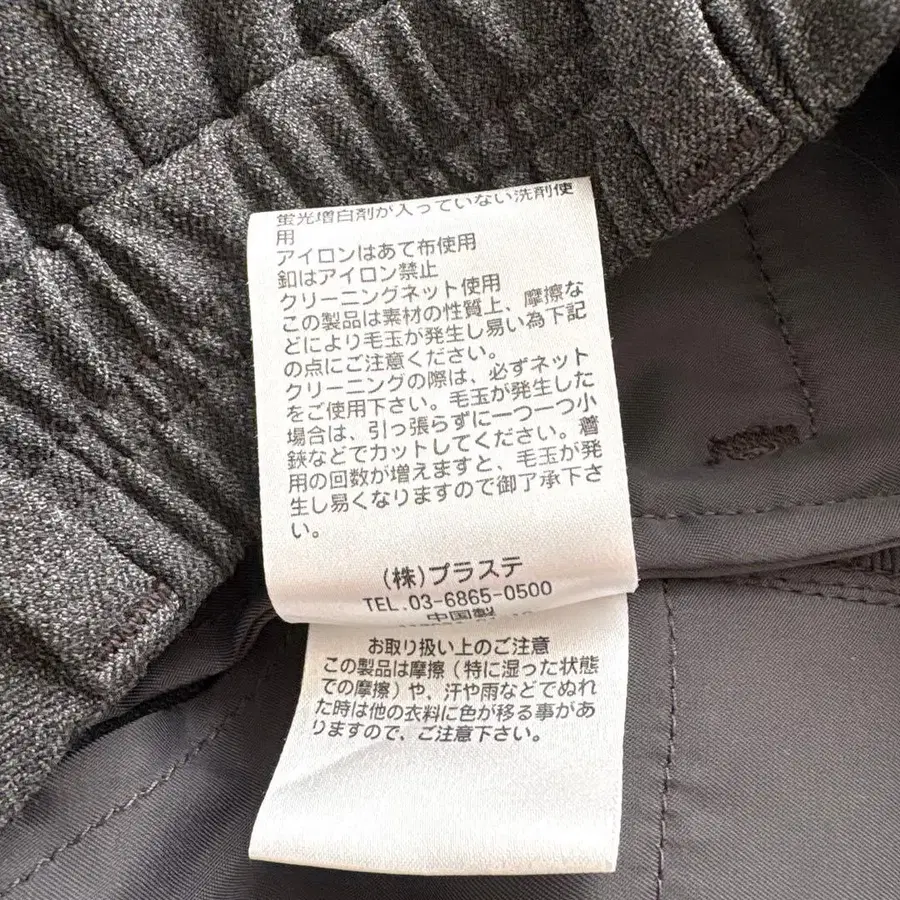 蛍光増白剤が入っていない洗剤使
用
アイロンはあて布使用
釦はアイロン禁止
クリーニングネット使用
この製品は素材の性質上、摩擦な
どにより毛玉が発生し易い為下記
の点にご注意ください。
クリーニングの際は、必ずネット
をご使用下さい。毛玉が発生した
場合は、引っ張らずに一つ一つ小
鋏などでカットしてください。着
用の回数が増えますと、毛玉が発
生し易くなりますので御了承下さ
い。
(株)プラステ
TEL.03-6865-0500
中国製
お取り扱い上のご注意
この製品は摩擦（特に湿った状態
での摩擦）や、汗や雨などでぬれ
た時は他の衣料に色が移る事があ
りますので、ご注意下さい。